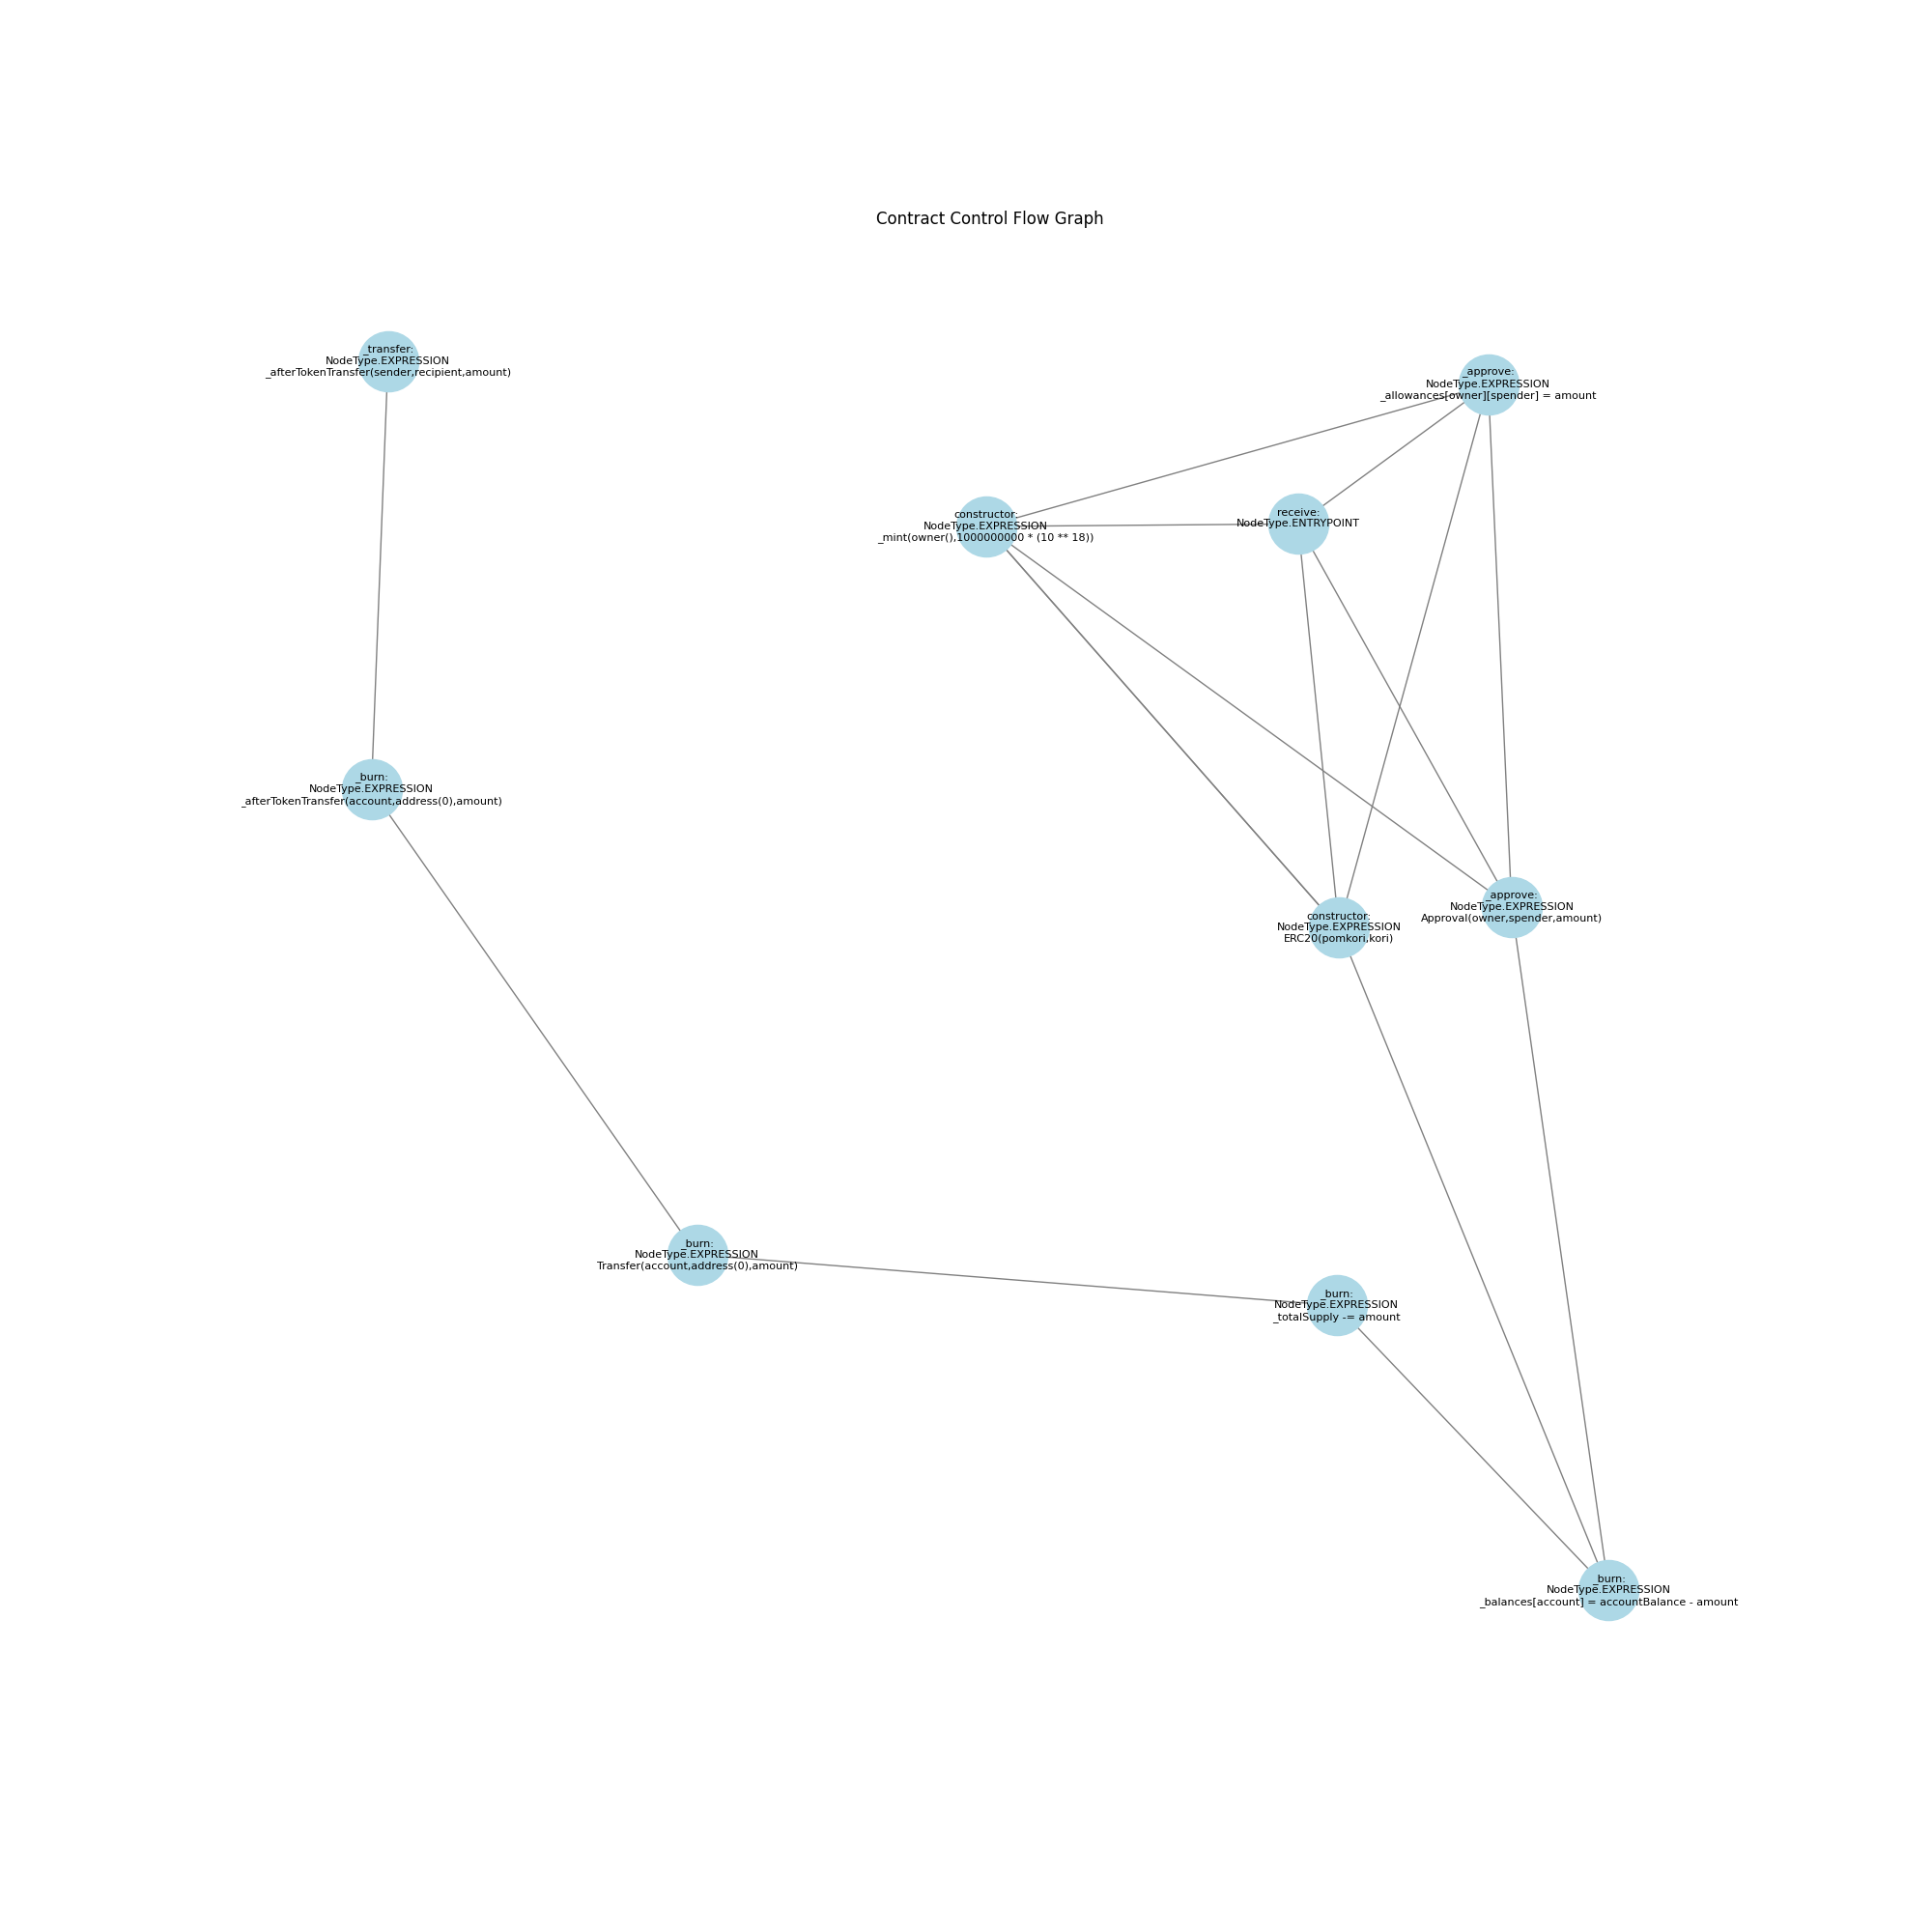 Contract Control Flow Graph
_transfer:
NodeType.EXPRESSION
_afterTokenTransfer(sender,recipient,amount)
_approve:
NodeType.EXPRESSION
_allowances[owner][spender] = amount
constructor:
NodeType.EXPRESSION
_mint(owner(),1000000000 * (10 ** 18))
receive:
NodeType.ENTRYPOINT
_burn:
NodeType.EXPRESSION
_afterTokenTransfer(account,address(0),amount)
constructor:
NodeType.EXPRESSION
ERC20(pomkori,kori)
_approve:
NodeType.EXPRESSION
Approval(owner,spender,amount)
_burn:
NodeType.EXPRESSION
Transfer(account,address(0),amount)
_burn:
NodeType.EXPRESSION
_totalSupply -= amount
_burn:
NodeType.EXPRESSION
_balances[account] = accountBalance - amount